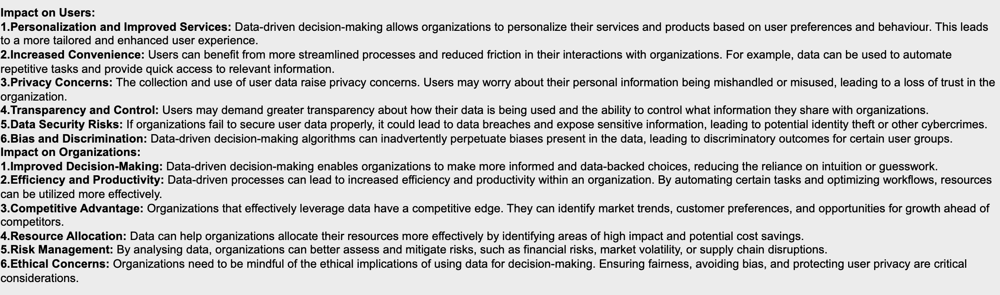 Impact on Users:
1.Personalization and Improved Services: Data-driven decision-making allows organizations to personalize their services and products based on user preferences and behaviour. This leads
to a more tailored and enhanced user experience.
2.Increased Convenience: Users can benefit from more streamlined processes and reduced friction in their interactions with organizations. For example, data can be used to automate
repetitive tasks and provide quick access to relevant information.
3.Privacy Concerns: The collection and use of user data raise privacy concerns. Users may worry about their personal information being mishandled or misused, leading to a loss of trust in the
organization.
4.Transparency and Control: Users may demand greater transparency about how their data is being used and the ability to control what information they share with organizations.
5.Data Security Risks: If organizations fail to secure user data properly, it could lead to data breaches and expose sensitive information, leading to potential identity theft or other cybercrimes.
6.Bias and Discrimination: Data-driven decision-making algorithms can inadvertently perpetuate biases present in the data, leading to discriminatory outcomes for certain user groups.
Impact on Organizations:
1.Improved Decision-Making: Data-driven decision-making enables organizations to make more informed and data-backed choices, reducing the reliance on intuition or guesswork.
2.Efficiency and Productivity: Data-driven processes can lead to increased efficiency and productivity within an organization. By automating certain tasks and optimizing workflows, resources
can be utilized more effectively.
3.Competitive Advantage: Organizations that effectively leverage data have a competitive edge. They can identify market trends, customer preferences, and opportunities for growth ahead of
competitors.
4.Resource Allocation: Data can help organizations allocate their resources more effectively by identifying areas of high impact and potential cost savings.
5.Risk Management: By analysing data, organizations can better assess and mitigate risks, such as financial risks, market volatility, or supply chain disruptions.
6.Ethical Concerns: Organizations need to be mindful of the ethical implications of using data for decision-making. Ensuring fairness, avoiding bias, and protecting user privacy are critical
considerations.